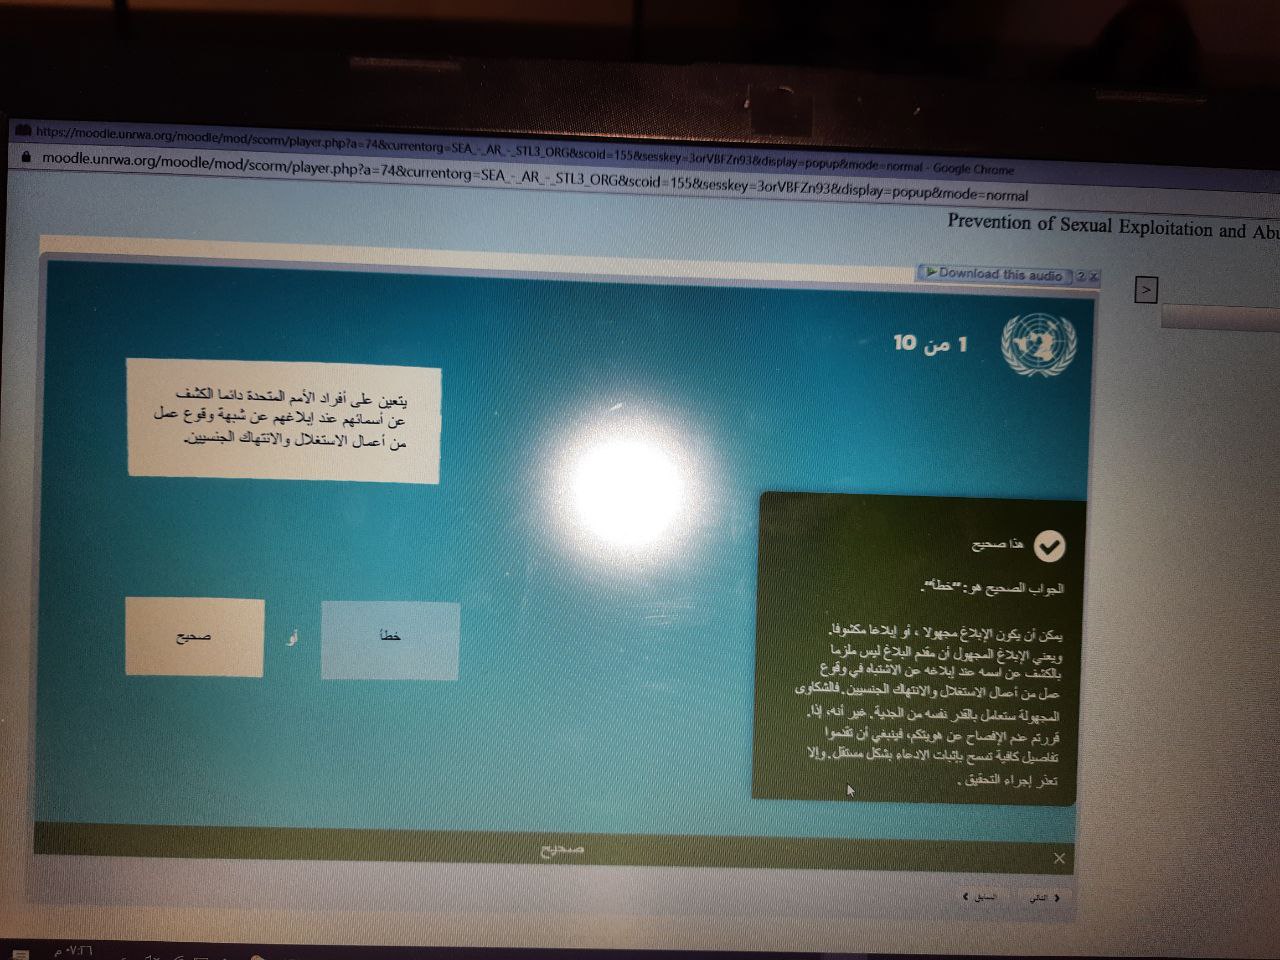 https://moodle.unrwa.org/moodle/mod/scorm/player.php?a=74&currentorg=SEA_-_AR_-_STL3_ORG&scoid=155&sesskey=3orVBFZn93&display=popup&mode=normal - Google Chrome
moodle.unrwa.org/moodle/mod/scorm/player.php?a=74&currentorg=SEA_-_AR_-_STL3_ORG&scoid=155&sesskey=3orVBFZn93&display=popup&mode=normal
Prevention of Sexual Exploitation and Abu
Download this audio ? X
>
1 من 10
يتعين على أفراد الأمم المتحدة دائما الكشف
عن أسمائهم عند إبلاغهم عن شبهة وقوع عمل
من أعمال الاستغلال والانتهاك الجنسيين.
خطأ
أو
صحيح
هذا صحيح
الجواب الصحيح هو: "خطأ".
يمكن أن يكون الإبلاغ مجهولا، أو إبلاغا مكشوفا.
ويعني الإبلاغ المجهول أن مقدم البلاغ ليس ملزما
بالكشف عن اسمه عند إبلاغه عن الاشتباه في وقوع
عمل من أعمال الاستغلال والانتهاك الجنسيين. فالشكاوى
المجهولة ستعامل بالقدر نفسه من الجدية. غير أنه، إذا
قررتم عدم الإفصاح عن هويتكم، فينبغي أن تقدموا
تفاصيل كافية تسمح بإثبات الادعاء بشكل مستقل. وإلا
تعذر إجراء التحقيق.
صحيح
التالي
السابق
٠٧:٢٦ م